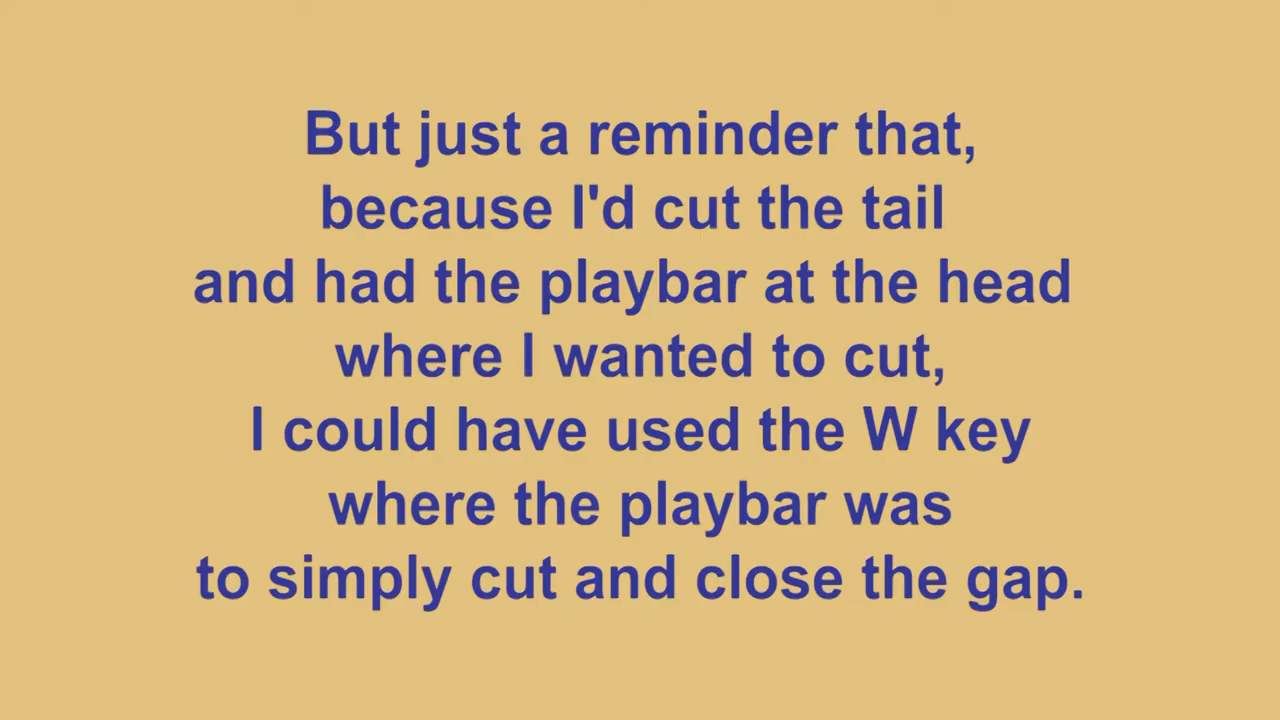 But just a reminder that,
because I'd cut the tail
and had the playbar at the head
where I wanted to cut,
I could have used the W key
where the playbar was
to simply cut and close the gap.